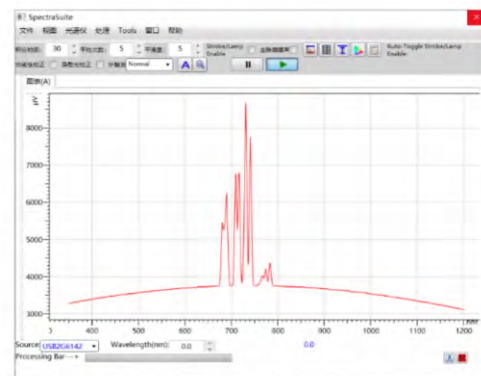 SpectraSuite
文件 视图 光源仪 处理 Tools 窗口 帮助
积分时间: 30 平均次数: 5 平滑度: 5 Strobe/Lamp Enable: Auto-Toggle Strobe/Lamp Enable:
Normal A
图表(A)
μV
8000
7000
6000
5000
4000
3000
400 500 600 700 800 900 1000 1100 1200
Source: USB2G6142 Wavelength(nm): 0.0 0.0
Processing Bar